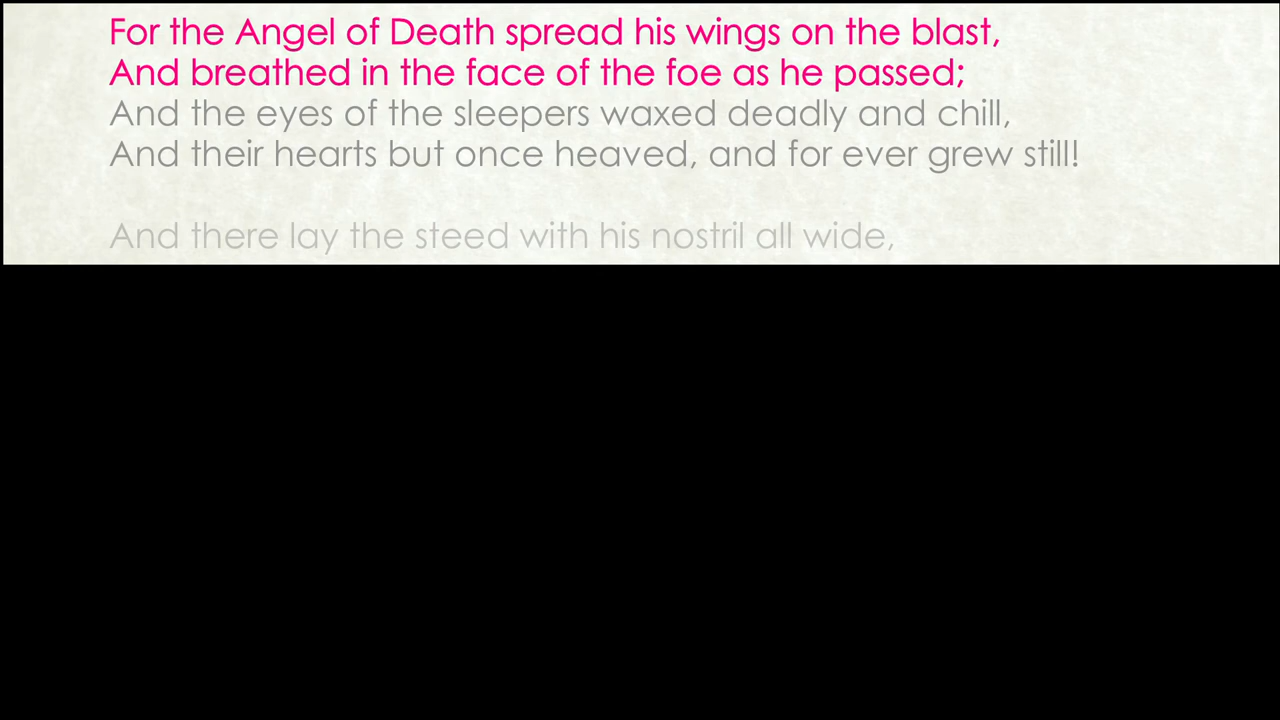 For the Angel of Death spread his wings on the blast,
And breathed in the face of the foe as he passed;
And the eyes of the sleepers waxed deadly and chill,
And their hearts but once heaved, and for ever grew still!
And there lay the steed with his nostril all wide,